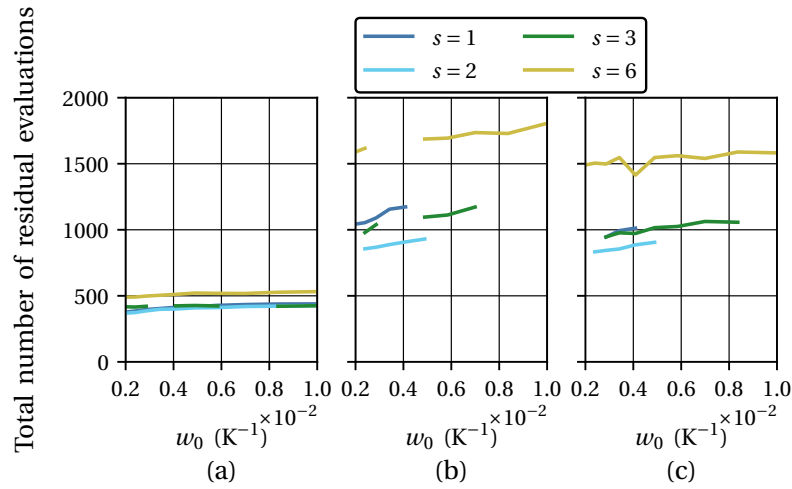 s = 1
s = 3
s = 2
s = 6
Total number of residual evaluations
2000
1500
1000
500
0
0.2 0.4 0.6 0.8 1.0
0.2 0.4 0.6 0.8 1.0
0.2 0.4 0.6 0.8 1.0
×10⁻²
×10⁻²
×10⁻²
w₀ (K⁻¹)
w₀ (K⁻¹)
w₀ (K⁻¹)
(a)
(b)
(c)